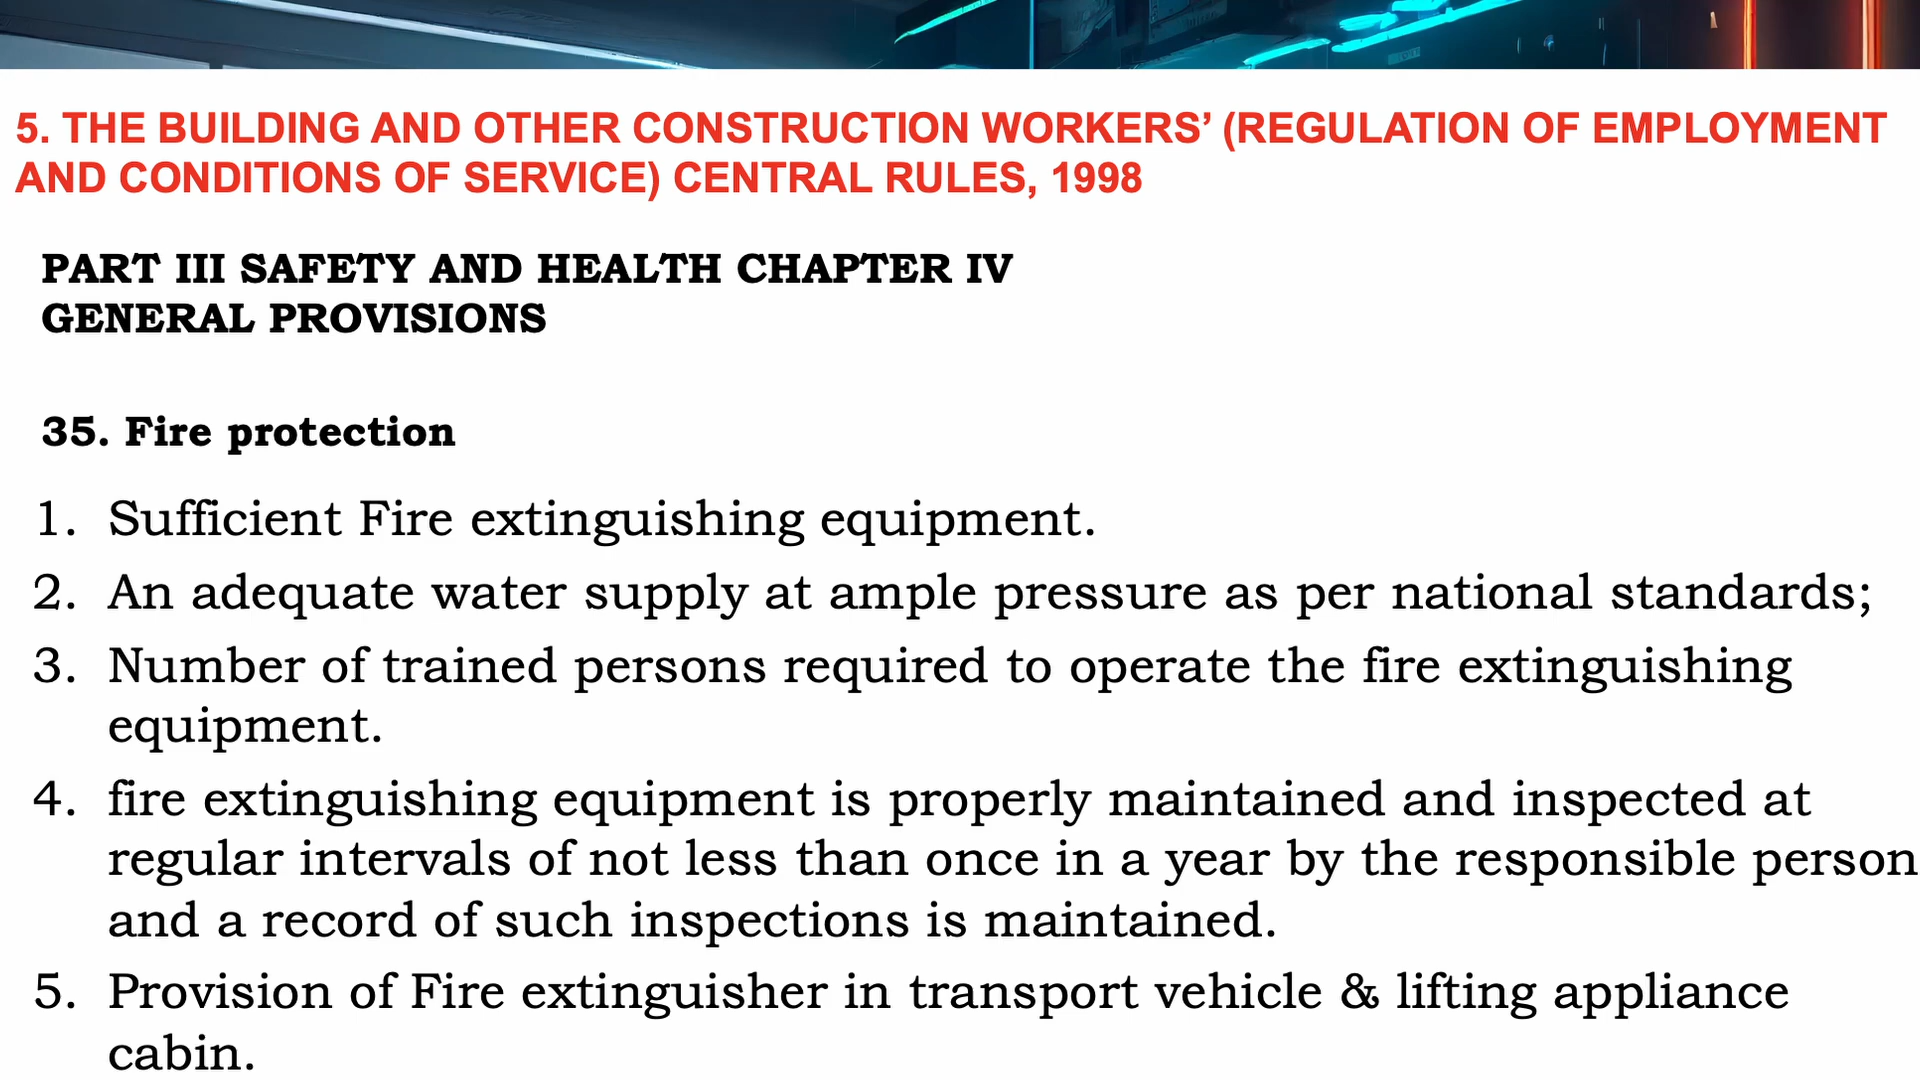 5. THE BUILDING AND OTHER CONSTRUCTION WORKERS’ (REGULATION OF EMPLOYMENT
AND CONDITIONS OF SERVICE) CENTRAL RULES, 1998
PART III SAFETY AND HEALTH CHAPTER IV
GENERAL PROVISIONS
35. Fire protection
1. Sufficient Fire extinguishing equipment.
2. An adequate water supply at ample pressure as per national standards;
3. Number of trained persons required to operate the fire extinguishing
equipment.
4. fire extinguishing equipment is properly maintained and inspected at
regular intervals of not less than once in a year by the responsible person
and a record of such inspections is maintained.
5. Provision of Fire extinguisher in transport vehicle & lifting appliance
cabin.